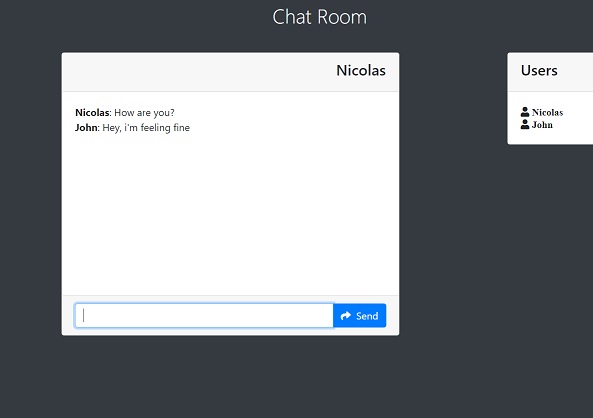 Chat Room
Nicolas
Nicolas: How are you?
John: Hey, i'm feeling fine
Send
Users
Nicolas
John